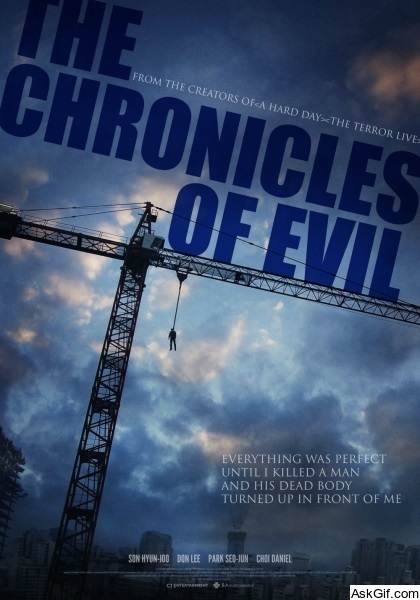 THE
CHRONICLES
OF EVIL
FROM THE CREATORS OF<A HARD DAY><THE TERROR LIVE>
EVERYTHING WAS PERFECT
UNTIL I KILLED A MAN
AND HIS DEAD BODY
TURNED UP IN FRONT OF ME
SON HYUN-JOO DON LEE PARK SEO-JUN CHOI DANIEL
CJ ENTERTAINMENT
AskGif.com